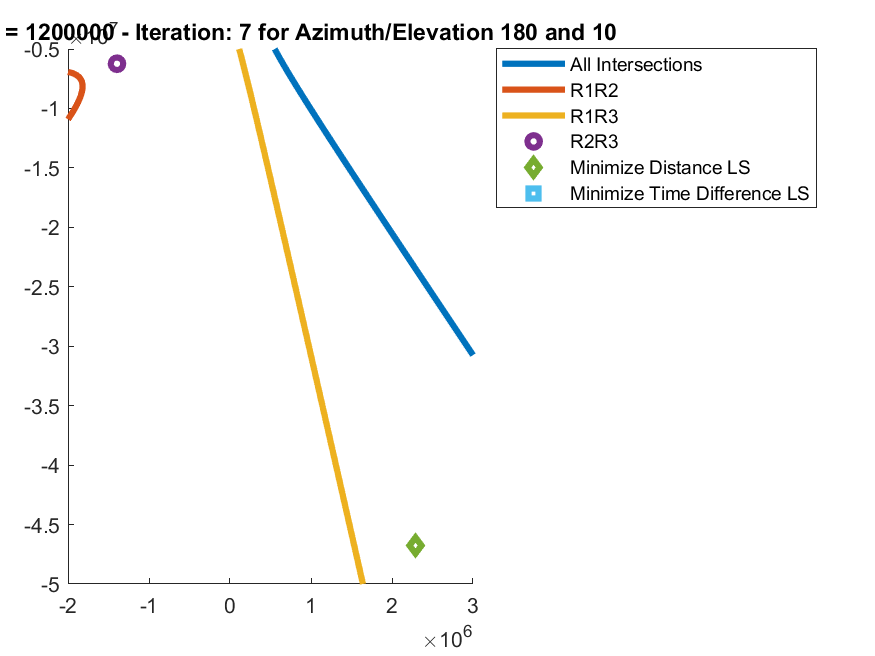 = 1200000 - Iteration: 7 for Azimuth/Elevation 180 and 10
×10^7
-0.5
-1
-1.5
-2
-2.5
-3
-3.5
-4
-4.5
-5
-2 -1 0 1 2 3
×10^6
All Intersections
R1R2
R1R3
R2R3
Minimize Distance LS
Minimize Time Difference LS